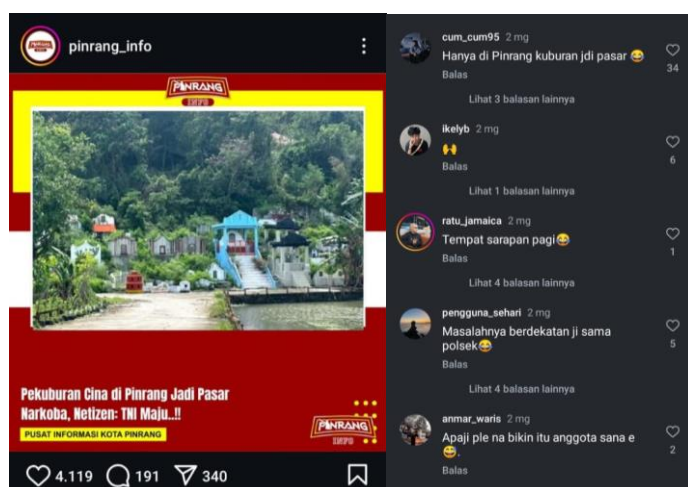 pinrang_info
PINRANG
INFO
Pekuburan Cina di Pinrang Jadi Pasar
Narkoba, Netizen: TNI Maju..!!
PUSAT INFORMASI KOTA PINRANG
PINRANG
INFO
4.119 191 340
cum_cum95 2 mg
Hanya di Pinrang kuburan jdi pasar 😂
34
Balas
Lihat 3 balasan lainnya
ikelyb 2 mg
🙌
6
Balas
Lihat 1 balasan lainnya
ratu_jamaica 2 mg
Tempat sarapan pagi😂
1
Balas
Lihat 4 balasan lainnya
pengguna_sehari 2 mg
Masalahnya berdekatan ji sama
polsek😂
5
Balas
Lihat 4 balasan lainnya
anmar_waris 2 mg
Apaji ple na bikin itu anggota sana e
😂.
2
Balas